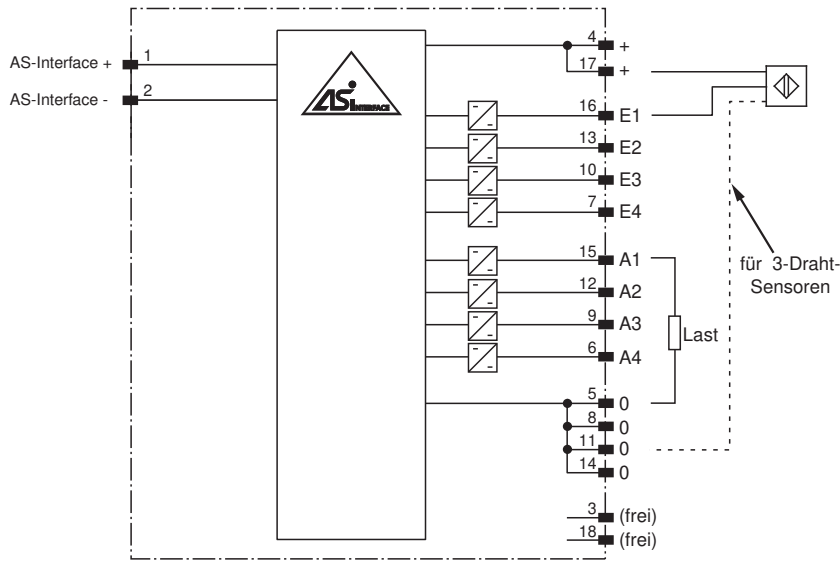 AS-Interface + 1
AS-Interface - 2
ASi INTERFACE
4 +
17 +
16 E1
13 E2
10 E3
7 E4
15 A1
12 A2
9 A3
6 A4
5 0
8 0
11 0
14 0
3 (frei)
18 (frei)
für 3-Draht-
Sensoren
Last